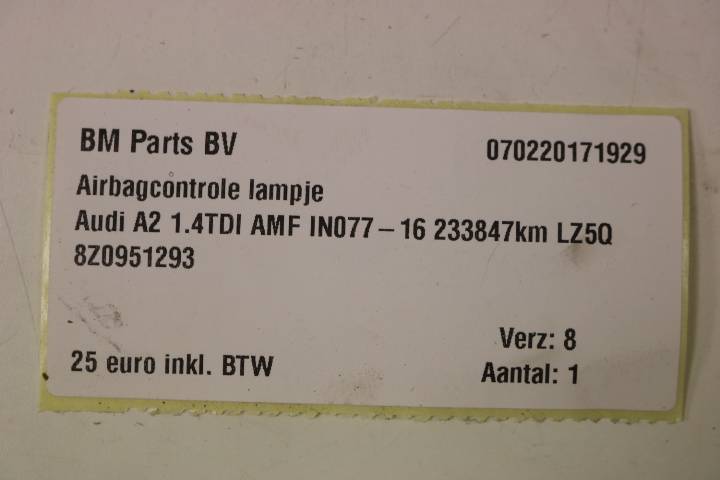 BM Parts BV 070220171929
Airbagcontrole lampje
Audi A2 1.4TDI AMF IN077-16 233847km LZ5Q
8Z0951293
Verz: 8
25 euro inkl. BTW Aantal: 1